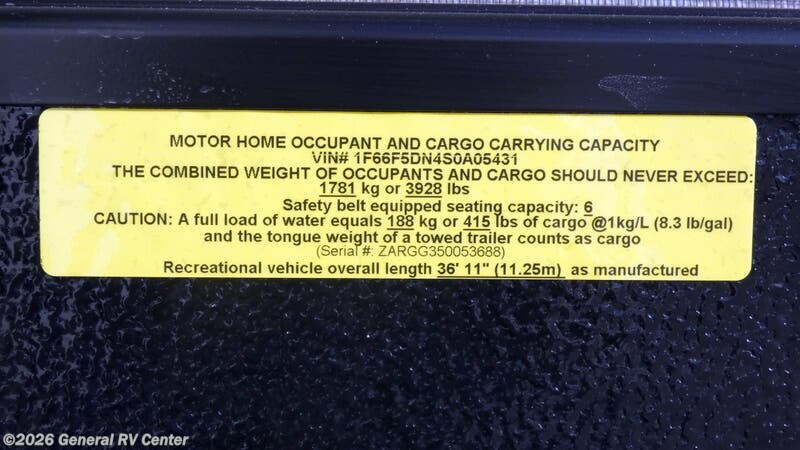 MOTOR HOME OCCUPANT AND CARGO CARRYING CAPACITY
VIN# 1F66F5DN4S0A05431
THE COMBINED WEIGHT OF OCCUPANTS AND CARGO SHOULD NEVER EXCEED:
1781 kg or 3928 lbs
Safety belt equipped seating capacity: 6
CAUTION: A full load of water equals 188 kg or 415 lbs of cargo @1kg/L (8.3 lb/gal)
and the tongue weight of a towed trailer counts as cargo
(Serial #: ZARGG350053688)
Recreational vehicle overall length 36' 11" (11.25m) as manufactured
©2026 General RV Center